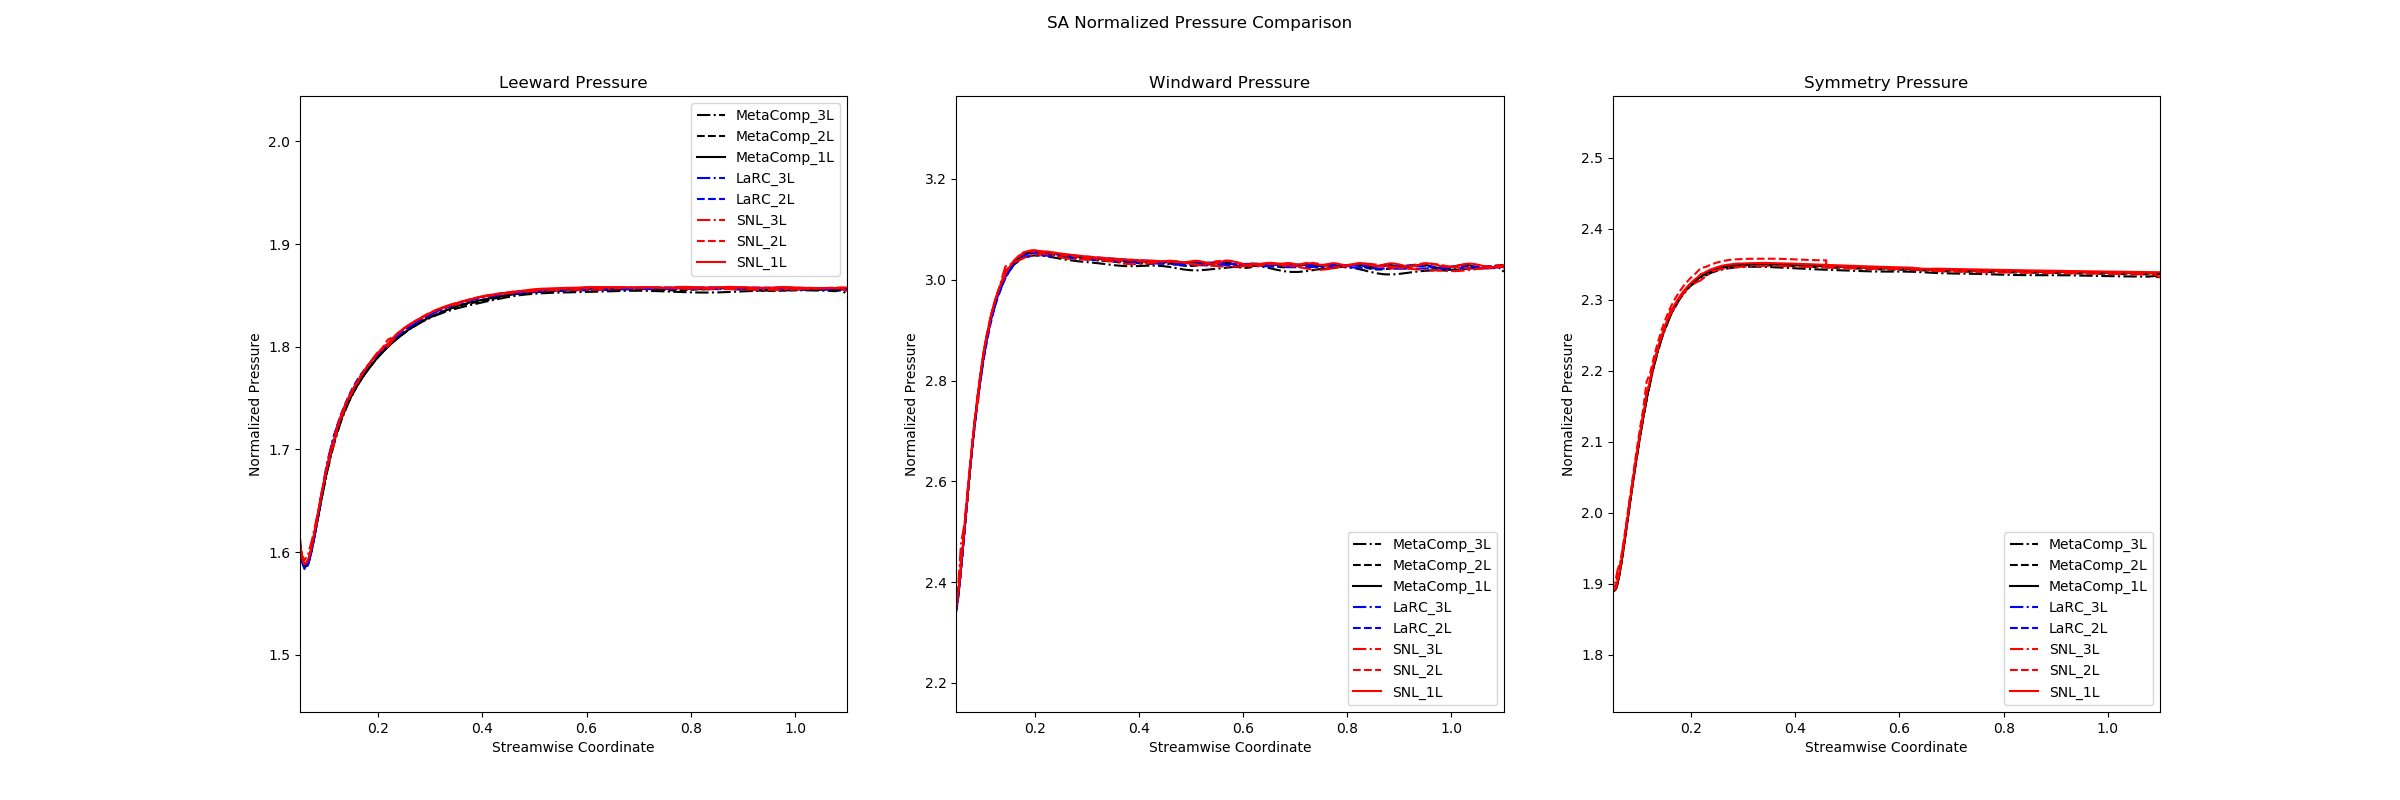 SA Normalized Pressure Comparison
Leeward Pressure
2.0
1.9
1.8
1.7
1.6
1.5
Normalized Pressure
0.2 0.4 0.6 0.8 1.0
Streamwise Coordinate
MetaComp_3L
MetaComp_2L
MetaComp_1L
LaRC_3L
LaRC_2L
SNL_3L
SNL_2L
SNL_1L
Windward Pressure
3.2
3.0
2.8
2.6
2.4
2.2
Normalized Pressure
0.2 0.4 0.6 0.8 1.0
Streamwise Coordinate
MetaComp_3L
MetaComp_2L
MetaComp_1L
LaRC_3L
LaRC_2L
SNL_3L
SNL_2L
SNL_1L
Symmetry Pressure
2.5
2.4
2.3
2.2
2.1
2.0
1.9
1.8
Normalized Pressure
0.2 0.4 0.6 0.8 1.0
Streamwise Coordinate
MetaComp_3L
MetaComp_2L
MetaComp_1L
LaRC_3L
LaRC_2L
SNL_3L
SNL_2L
SNL_1L